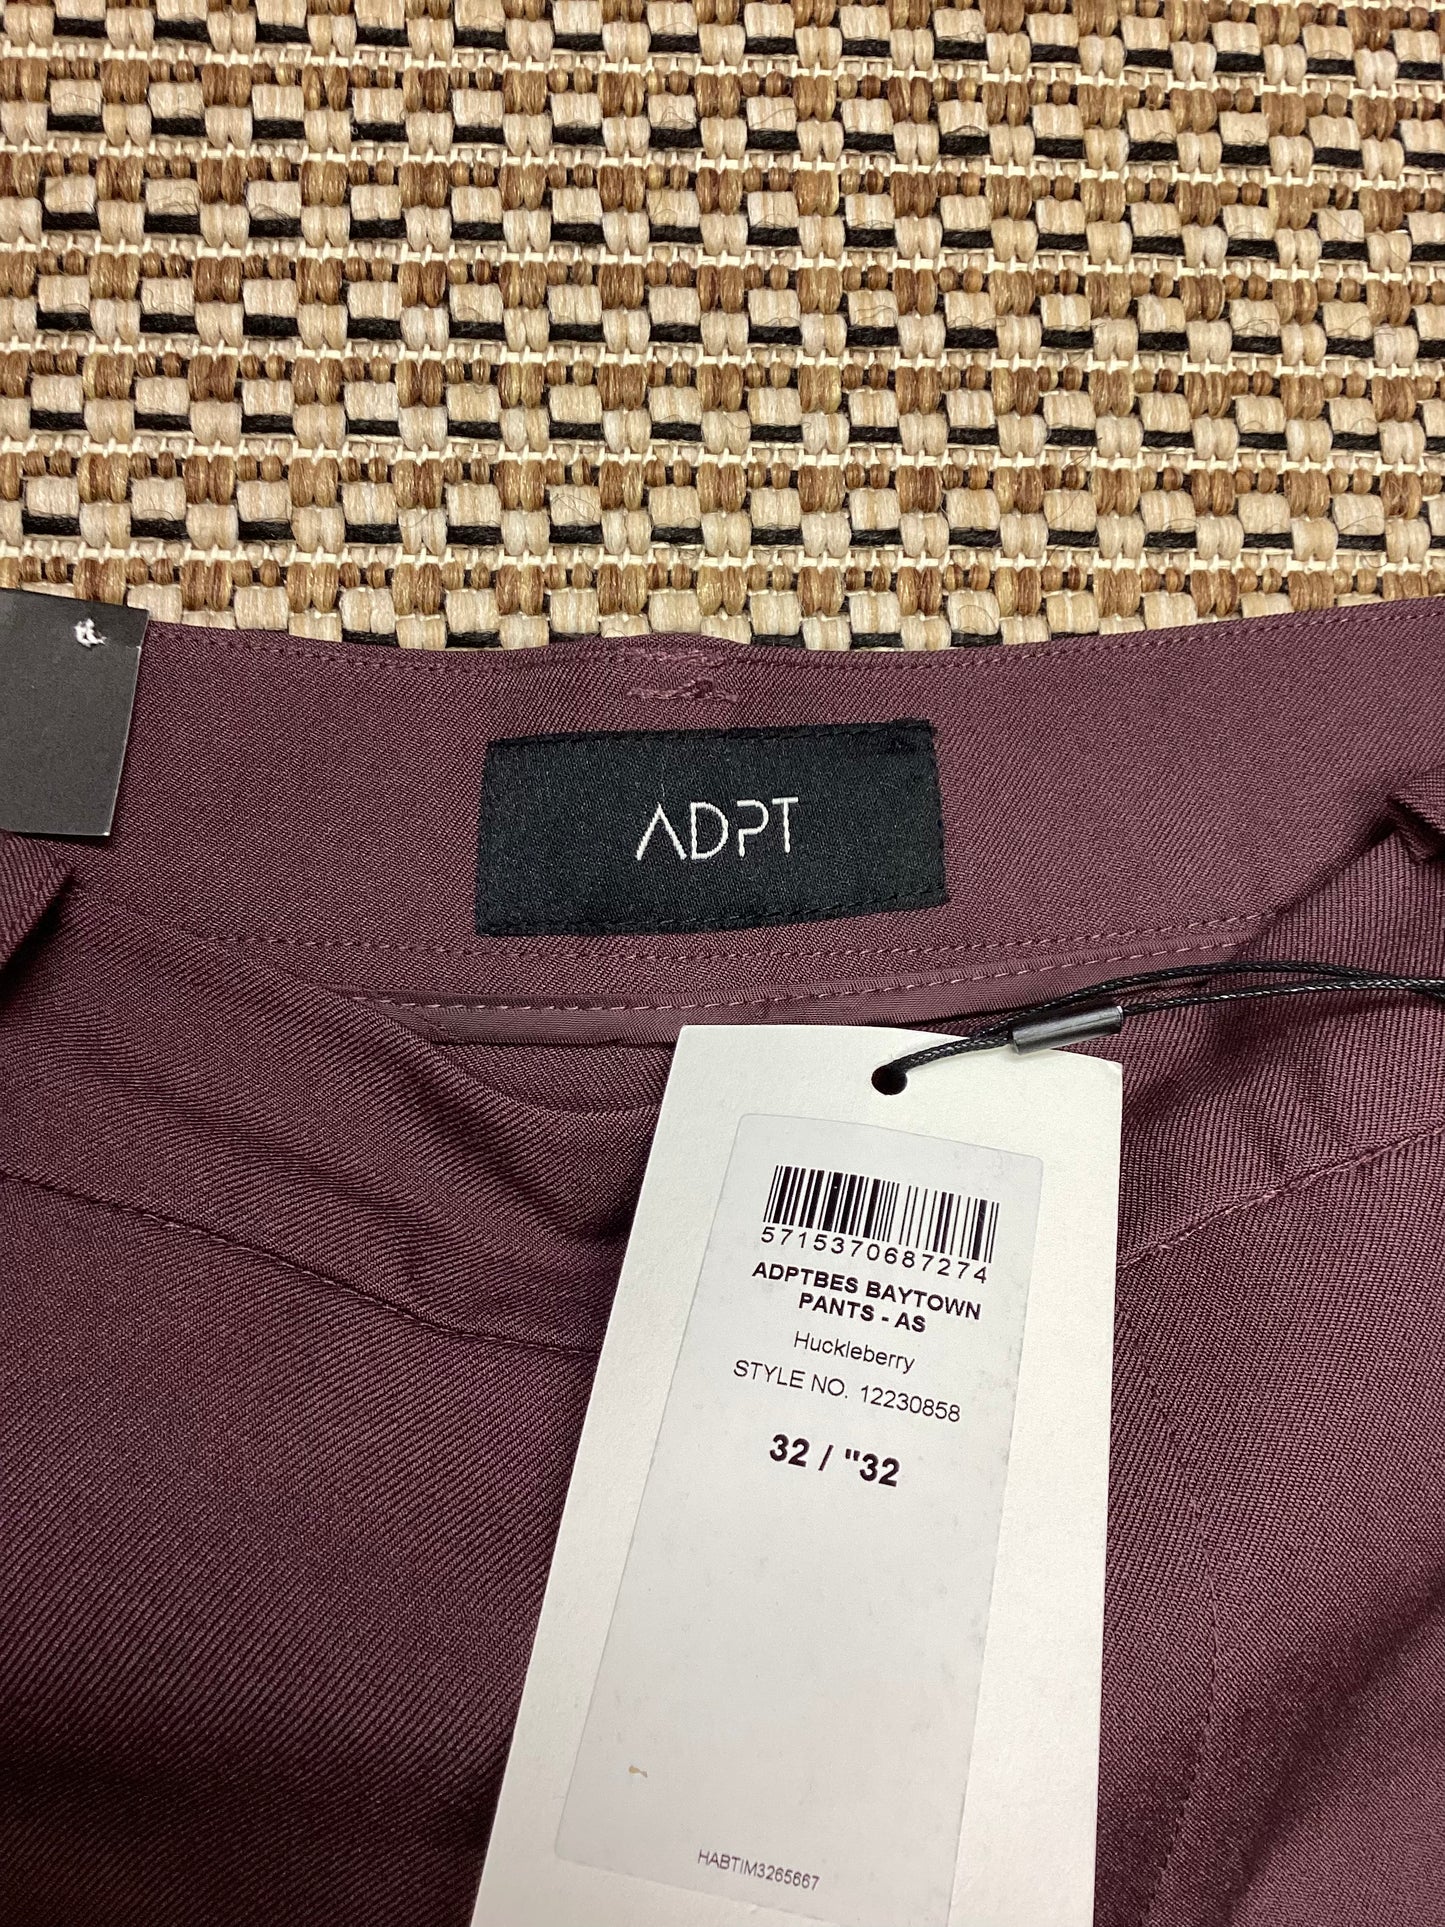 ADPT
5715370687274
ADPTBES BAYTOWN
PANTS - AS
Huckleberry
STYLE NO. 12230858
32 / "32
HABTIM3265667